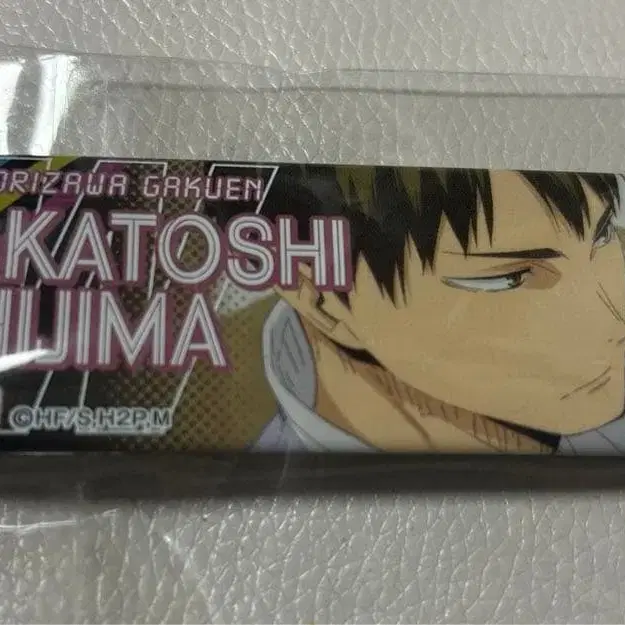 ORIZAWA GAKUEN
KATOSHI
IJIMA
©HF/S,H2P,M